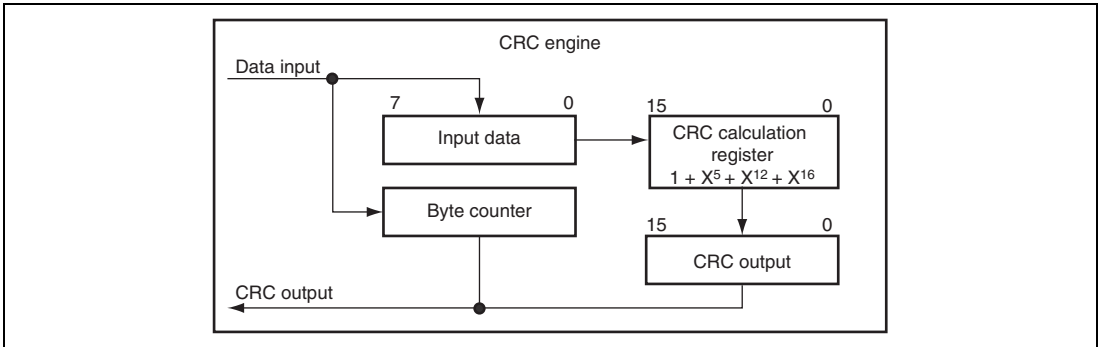 CRC engine
Data input
7 0
15 0
Input data
CRC calculation
register
1 + X⁵ + X¹² + X¹⁶
Byte counter
15 0
CRC output
CRC output